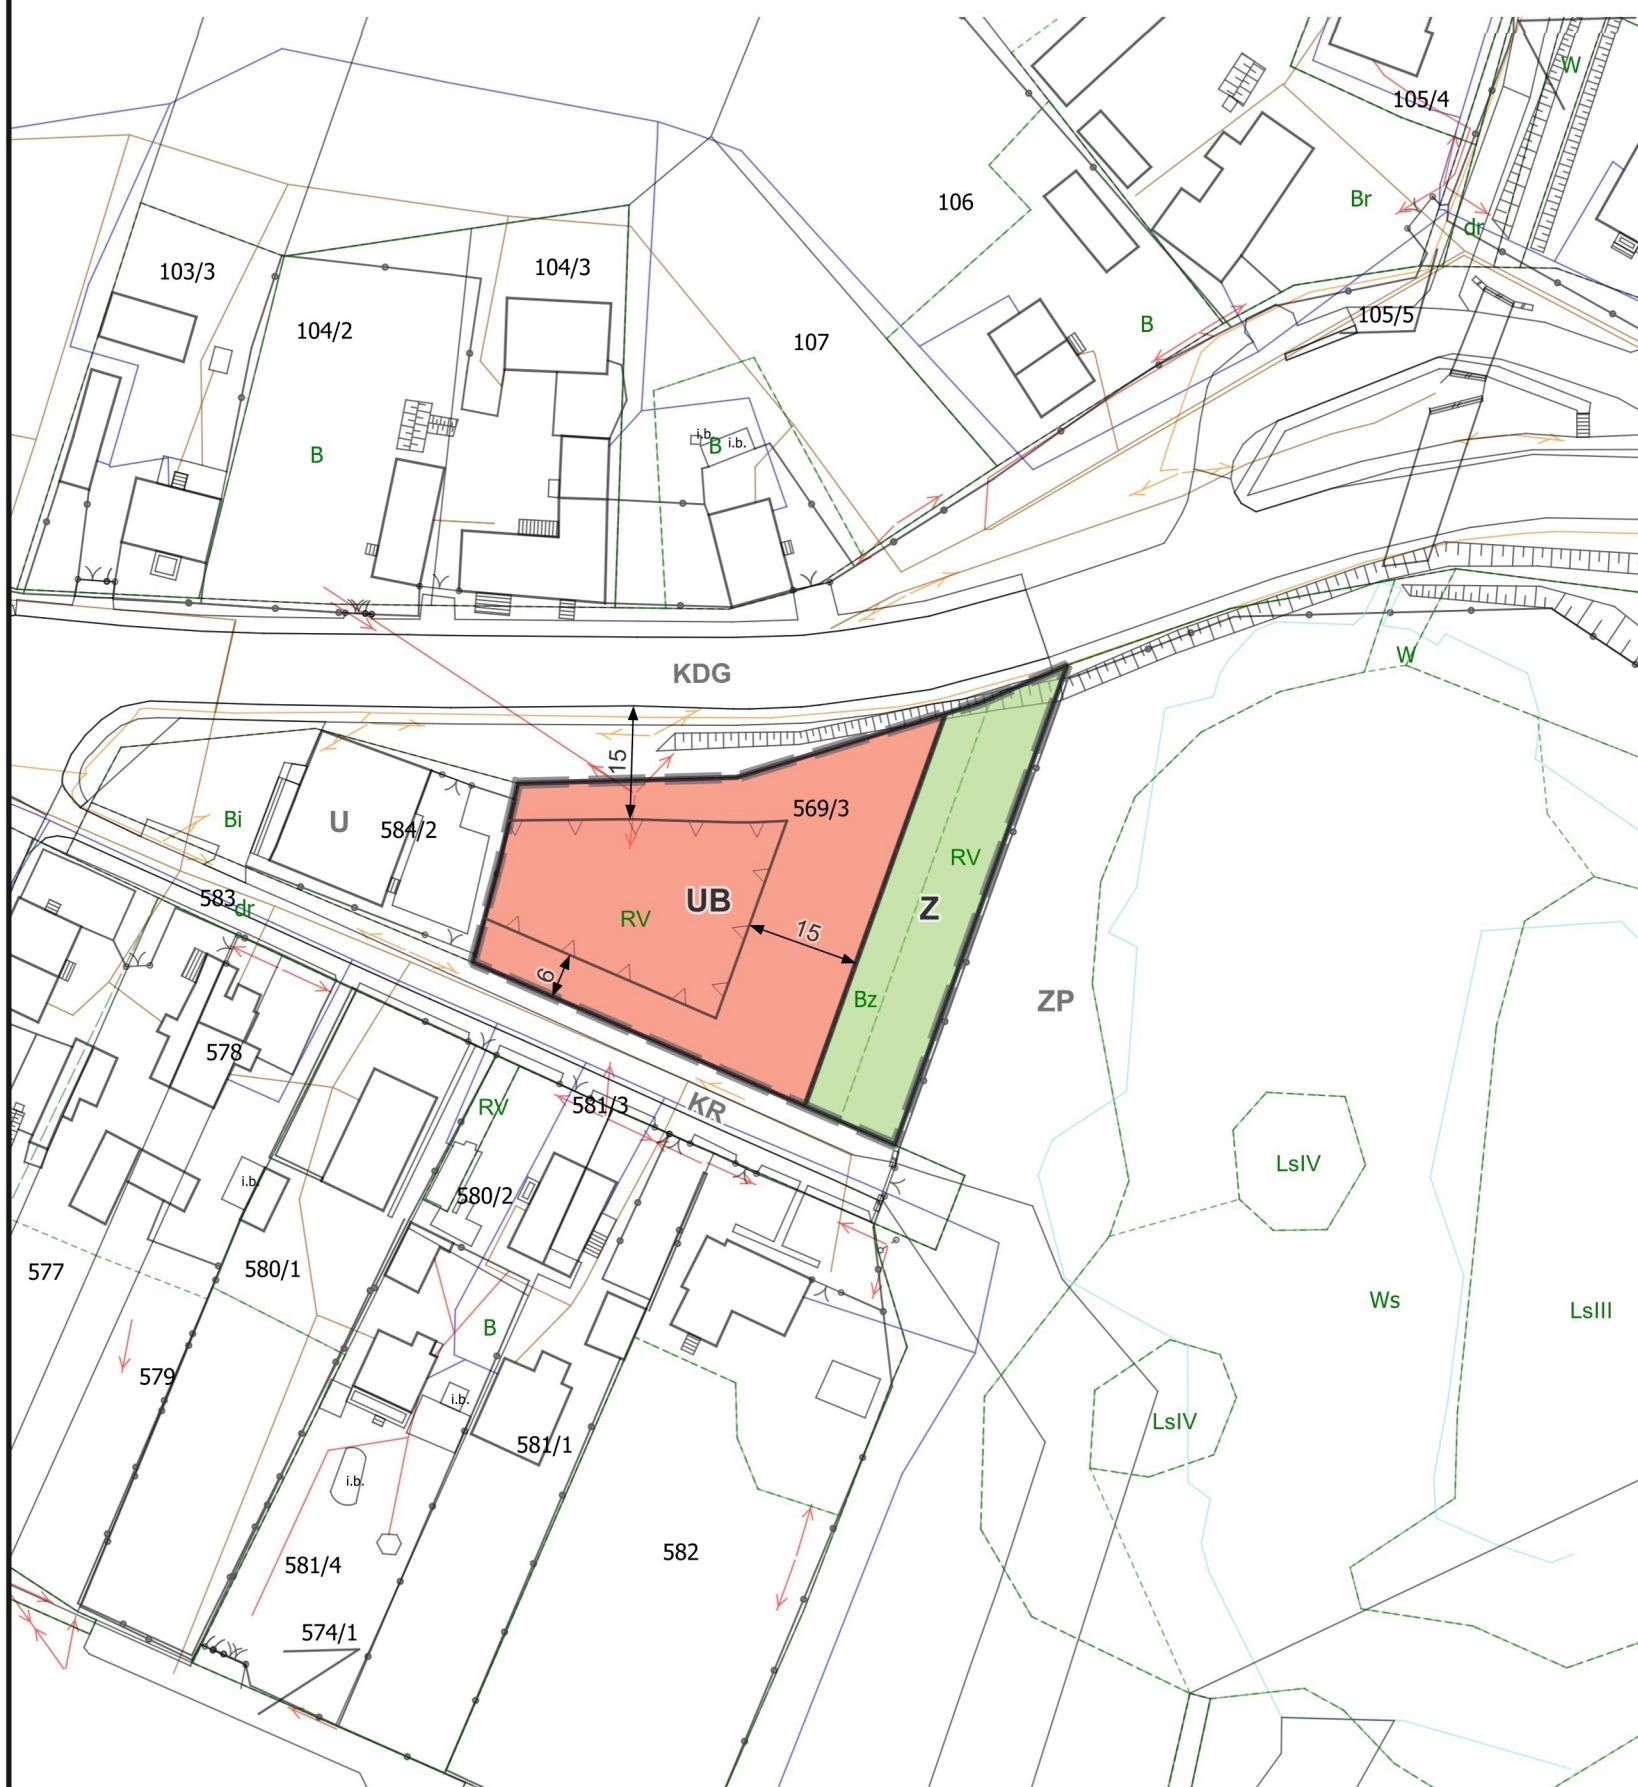 W
105/4
106
Br
dr
103/3
104/3
104/2
107
B
105/5
B
i.b.
B
i.b.
W
KDG
15
569/3
Bi
U
584/2
RV
583
dr
UB
Z
RV
15
6
Bz
ZP
578
RV
581/3
KR
LsIV
i.b.
580/2
577
580/1
Ws
LsIII
B
579
i.b.
LsIV
581/1
i.b.
582
581/4
574/1